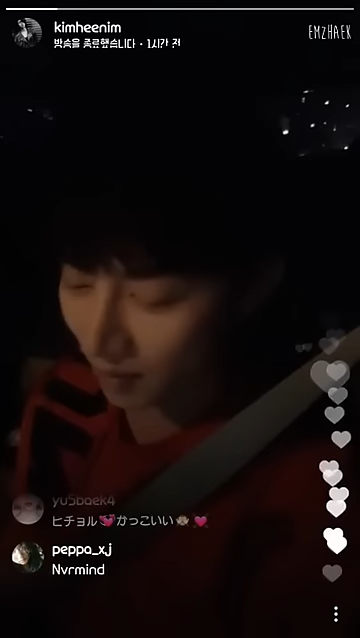 kimheenim
방송을 종료했습니다 • 1시간 전
EMZHAEK
yu5baek4
ヒチョル💘かっこいい🙊💓
peppa_xj
Nvrmind